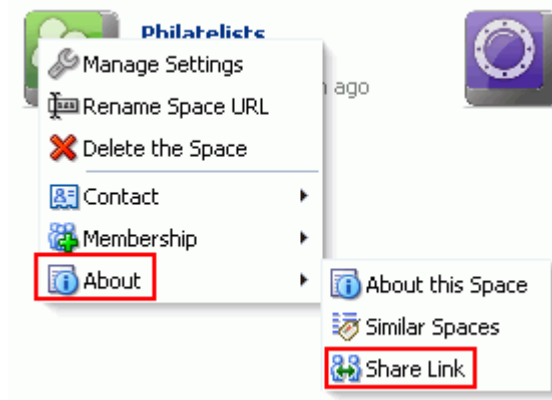 Philatelists
ago
Manage Settings
Rename Space URL
Delete the Space
Contact
Membership
About
About this Space
Similar Spaces
Share Link